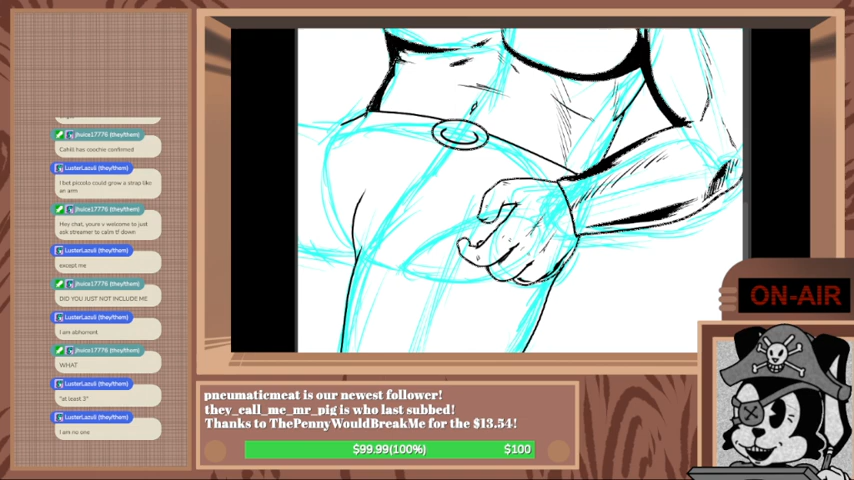 jhuice17776 (they/them)
Cahlil has coochie confirmed
LusterLazuli (they/them)
I bet piccolo could grow a strap like
an arm
jhuice17776 (they/them)
Hey chat, youre v welcome to just
ask streamer to calm tf down
LusterLazuli (they/them)
except me
jhuice17776 (they/them)
DID YOU JUST NOT INCLUDE ME
LusterLazuli (they/them)
I am abhorrent
jhuice17776 (they/them)
WHAT
LusterLazuli (they/them)
"at least 3"
LusterLazuli (they/them)
I am no one
ON-AIR
pneumaticmeat is our newest follower!
they_call_me_mr_pig is who last subbed!
Thanks to ThePennyWouldBreakMe for the $13.54!
$99.99(100%) $100